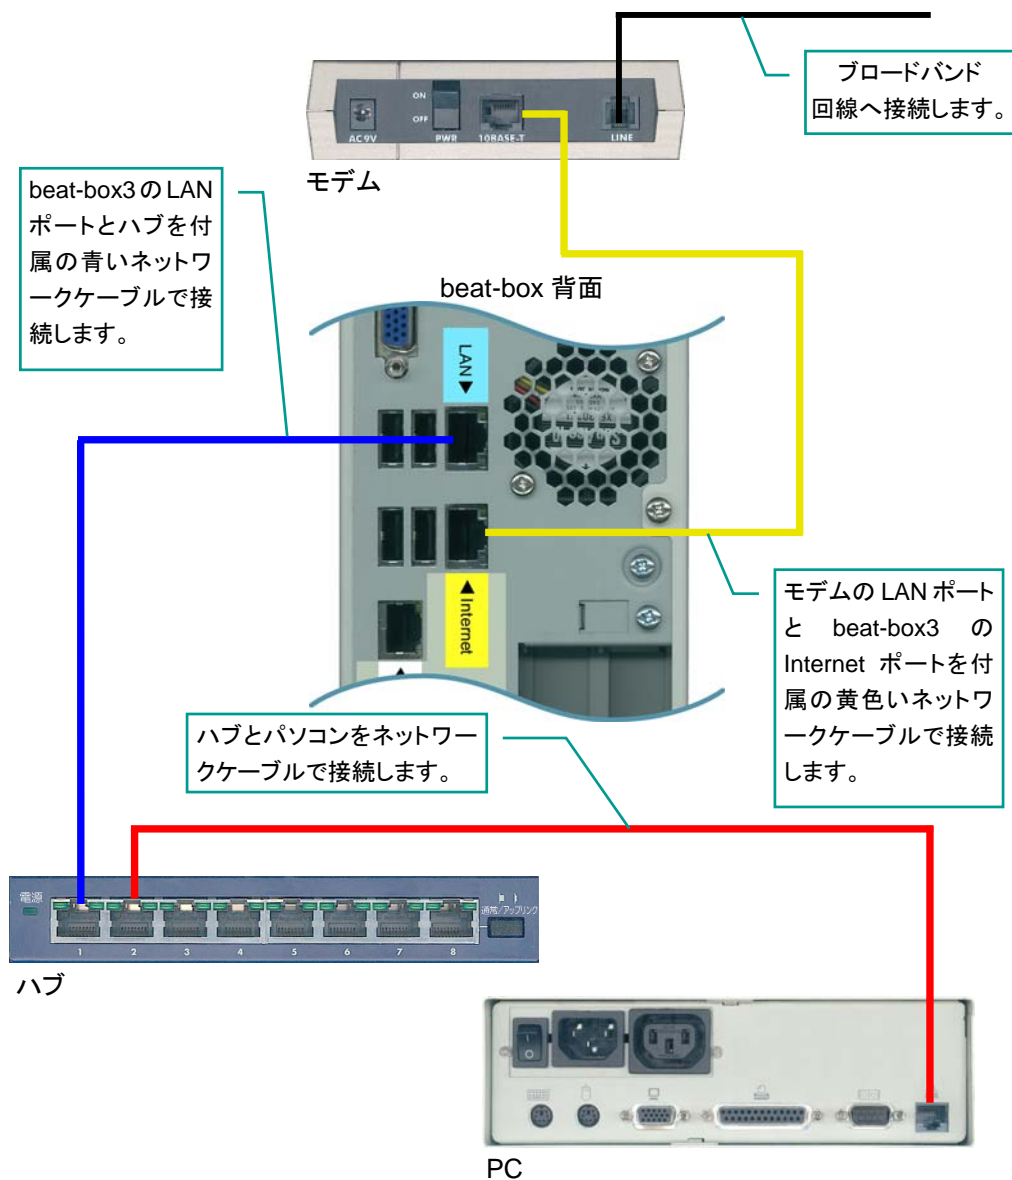 ブロードバンド
回線へ接続します。
ON
OFF
AC9V
PWR
10BASE-T
LINE
モデム
beat-box3 の LAN
ポートとハブを付
属の青いネットワ
ークケーブルで接
続します。
beat-box 背面
LAN▶
◀Internet
モデムの LAN ポート
と beat-box3 の
Internet ポートを付
属の黄色いネットワ
ークケーブルで接続
します。
ハブとパソコンをネットワー
クケーブルで接続します。
電源
通常/アップリンク
1 2 3 4 5 6 7 8
ハブ
PC